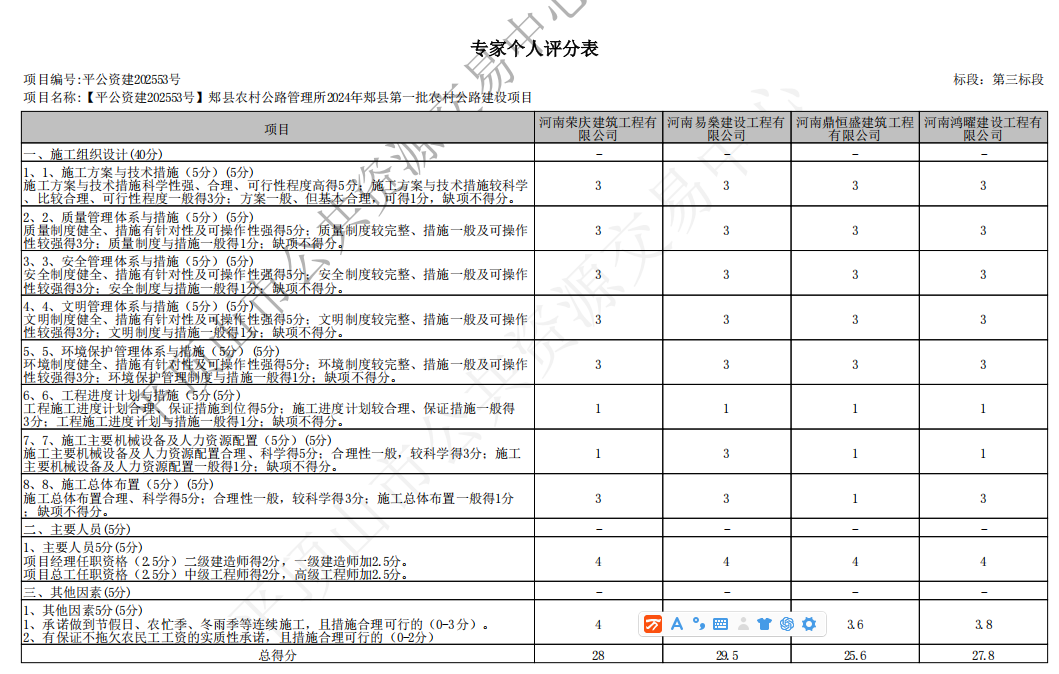 专家个人评分表
项目编号:平公资建202553号
标段：第三标段
项目名称:【平公资建202553号】郏县农村公路管理所2024年郏县第一批农村公路建设项目
项目
河南荣庆建筑工程有限公司
河南易燊建设工程有限公司
河南鼎恒盛建筑工程有限公司
河南鸿曜建设工程有限公司
一、施工组织设计(40分)
– – – –
1、1、施工方案与技术措施（5分）(5分)
施工方案与技术措施科学性强、合理、可行性程度高得5分；施工方案与技术措施较科学
、比较合理、可行性程度一般得3分；方案一般、但基本合理，可得1分，缺项不得分。
3 3 3 3
2、2、质量管理体系与措施（5分）(5分)
质量制度健全、措施有针对性及可操作性强得5分；质量制度较完整、措施一般及可操作
性较强得3分；质量制度与措施一般得1分；缺项不得分。
3 3 3 3
3、3、安全管理体系与措施（5分）(5分)
安全制度健全、措施有针对性及可操作性强得5分；安全制度较完整、措施一般及可操作
性较强得3分；安全制度与措施一般得1分；缺项不得分。
3 3 3 3
4、4、文明管理体系与措施（5分）(5分)
文明制度健全、措施有针对性及可操作性强得5分；文明制度较完整、措施一般及可操作
性较强得3分；文明制度与措施一般得1分；缺项不得分。
3 3 3 3
5、5、环境保护管理体系与措施（5分）(5分)
环境制度健全、措施有针对性及可操作性强得5分；环境制度较完整、措施一般及可操作
性较强得3分；环境保护管理制度与措施一般得1分；缺项不得分。
3 3 3 3
6、6、工程进度计划与措施（5分(5分)
工程施工进度计划合理、保证措施到位得5分；施工进度计划较合理、保证措施一般得
3分；工程施工进度计划与措施一般得1分；缺项不得分。
1 1 1 1
7、7、施工主要机械设备及人力资源配置（5分）(5分)
施工主要机械设备及人力资源配置合理、科学得5分；合理性一般，较科学得3分；施工
主要机械设备及人力资源配置一般得1分；缺项不得分。
1 3 1 1
8、8、施工总体布置（5分）(5分)
施工总体布置合理、科学得5分；合理性一般，较科学得3分；施工总体布置一般得1分
；缺项不得分。
3 3 1 3
二、主要人员(5分)
– – – –
1、主要人员5分(5分)
项目经理任职资格（2.5分）二级建造师得2分，一级建造师加2.5分。
项目总工任职资格（2.5分）中级工程师得2分，高级工程师加2.5分。
4 4 4 4
三、其他因素(5分)
– – – –
1、其他因素5分(5分)
1、承诺做到节假日、农忙季、冬雨季等连续施工，且措施合理可行的（0-3分）。
2、有保证不拖欠农民工工资的实质性承诺，且措施合理可行的（0-2分）
4 3.6 3.8
总得分
28 29.5 25.6 27.8
平顶山市公共资源交易中心
平顶山市公共资源交易中心